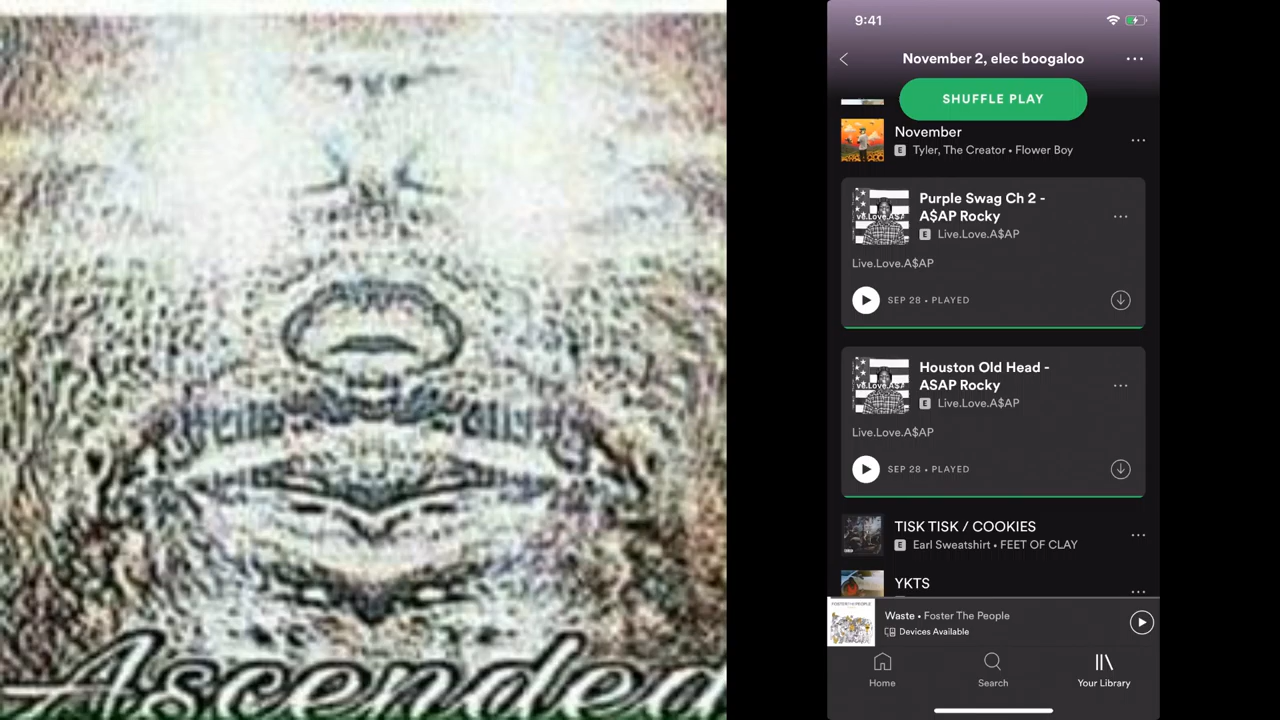 Ascended
9:41
November 2, elec boogaloo
SHUFFLE PLAY
November
E Tyler, The Creator • Flower Boy
Purple Swag Ch 2 -
A$AP Rocky
E Live.Love.A$AP
Live.Love.A$AP
SEP 28 • PLAYED
Houston Old Head -
ASAP Rocky
E Live.Love.A$AP
Live.Love.A$AP
SEP 28 • PLAYED
TISK TISK / COOKIES
E Earl Sweatshirt • FEET OF CLAY
YKTS
Waste • Foster The People
Devices Available
Home
Search
Your Library